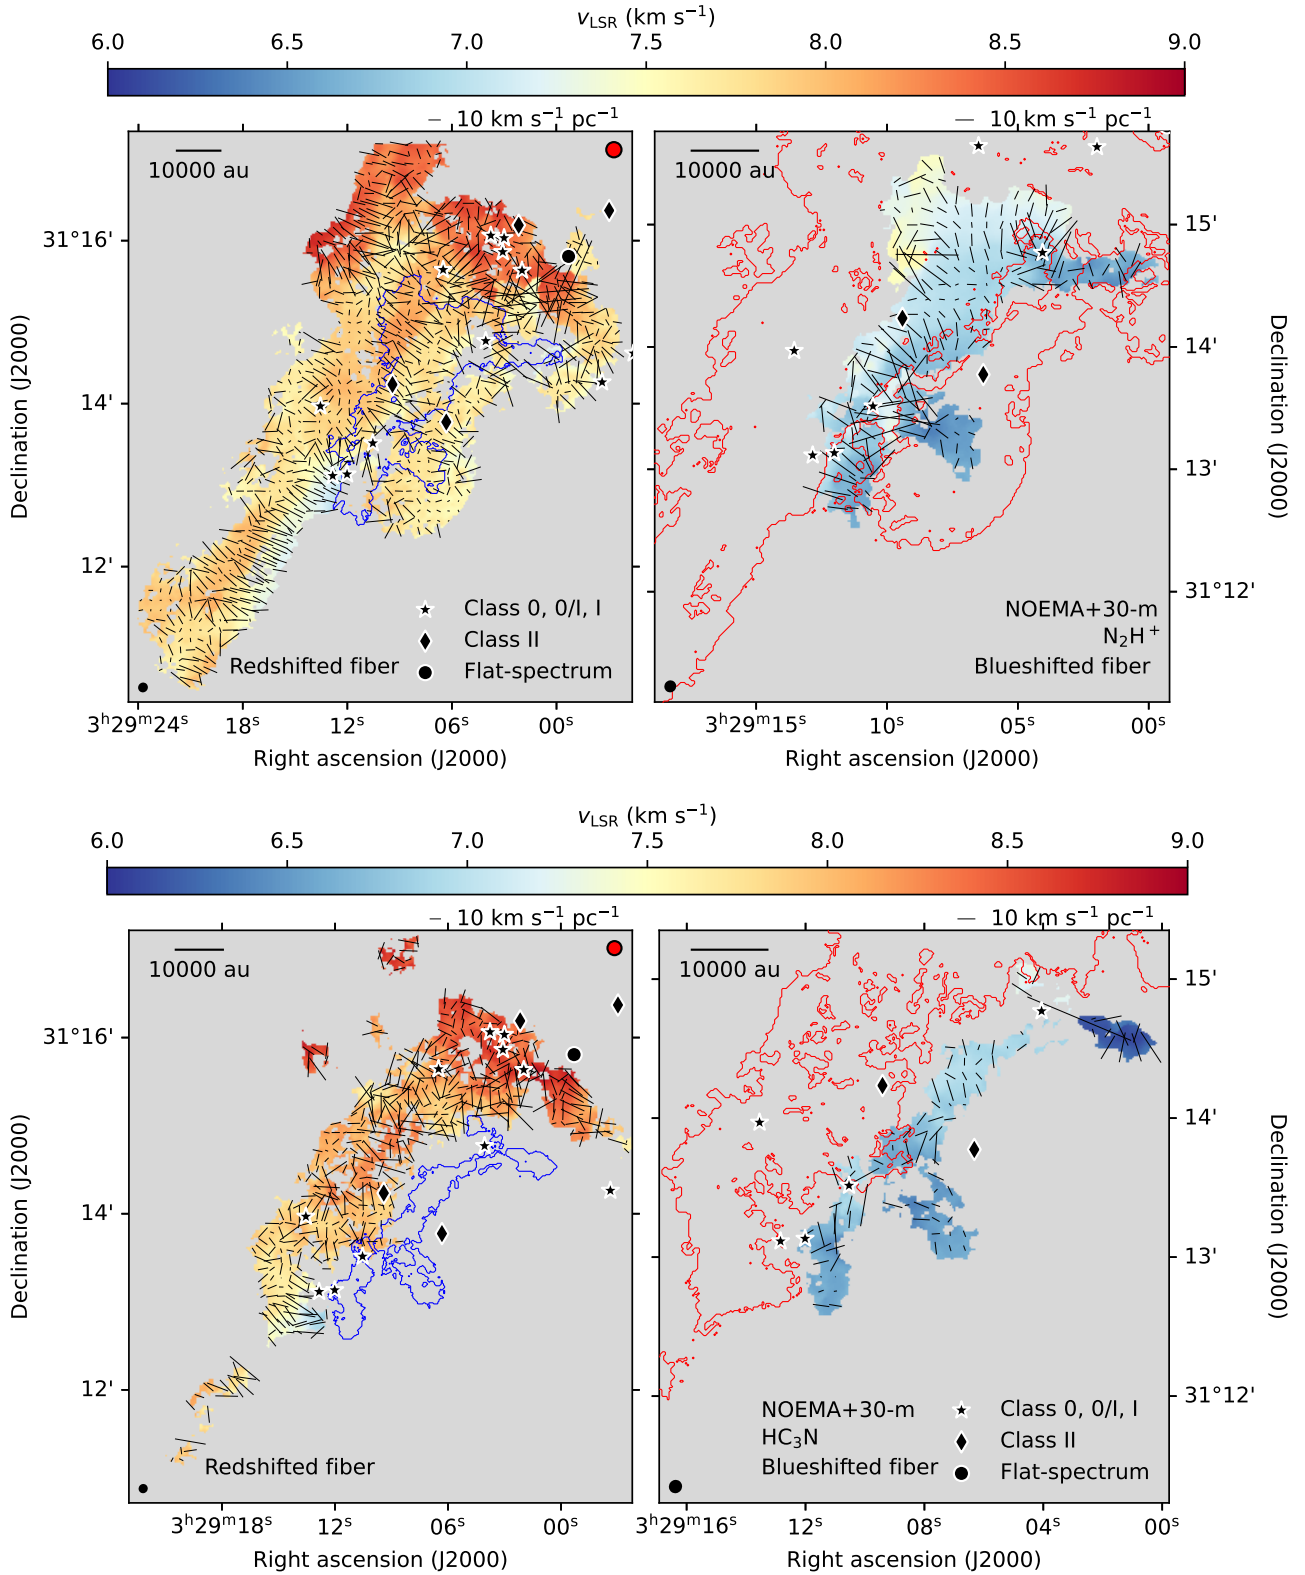 v_LSR (km s⁻¹)
6.0 6.5 7.0 7.5 8.0 8.5 9.0
10 km s⁻¹ pc⁻¹
10 km s⁻¹ pc⁻¹
10000 au
10000 au
31°16'
14'
12'
15'
14'
13'
31°12'
Declination (J2000)
Declination (J2000)
Class 0, 0/I, I
Class II
Flat-spectrum
Redshifted fiber
NOEMA+30-m
N₂H⁺
Blueshifted fiber
3ʰ29ᵐ24ˢ 18ˢ 12ˢ 06ˢ 00ˢ
3ʰ29ᵐ15ˢ 10ˢ 05ˢ 00ˢ
Right ascension (J2000)
Right ascension (J2000)
v_LSR (km s⁻¹)
6.0 6.5 7.0 7.5 8.0 8.5 9.0
10 km s⁻¹ pc⁻¹
10 km s⁻¹ pc⁻¹
10000 au
10000 au
31°16'
14'
12'
15'
14'
13'
31°12'
Declination (J2000)
Declination (J2000)
Redshifted fiber
NOEMA+30-m
HC₃N
Blueshifted fiber
Class 0, 0/I, I
Class II
Flat-spectrum
3ʰ29ᵐ18ˢ 12ˢ 06ˢ 00ˢ
3ʰ29ᵐ16ˢ 12ˢ 08ˢ 04ˢ 00ˢ
Right ascension (J2000)
Right ascension (J2000)